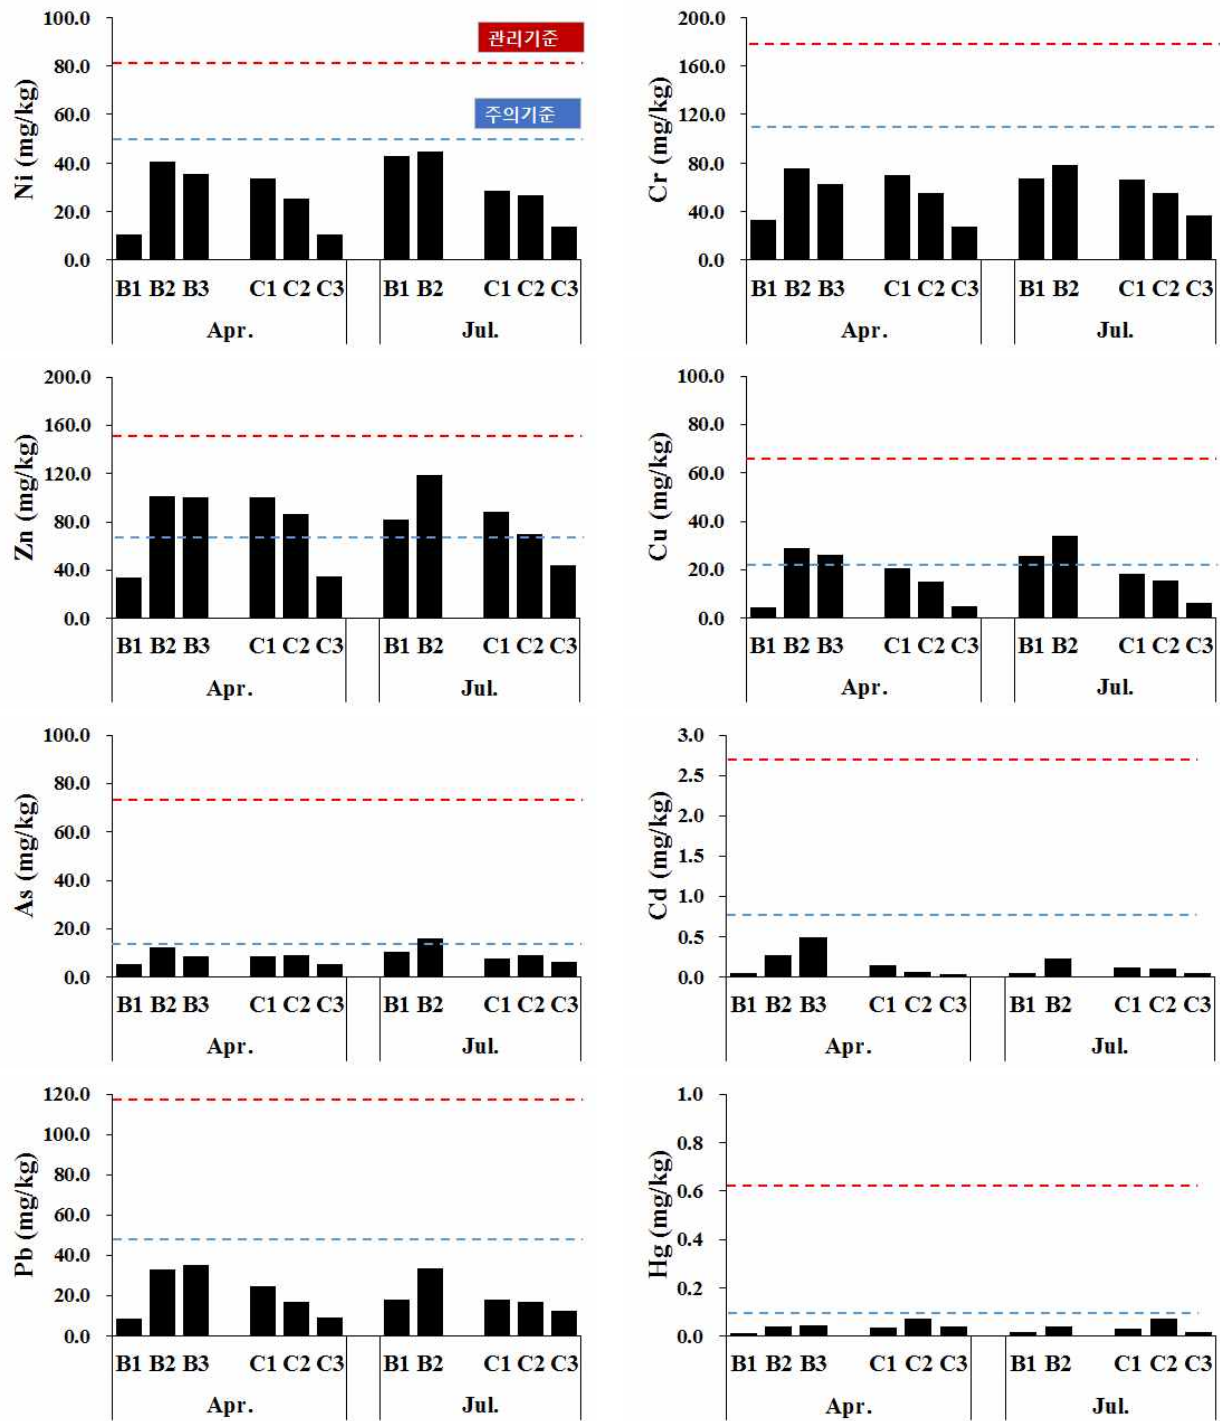 Ni (mg/kg)
100.0
80.0
60.0
40.0
20.0
0.0
관리기준
주의기준
B1 B2 B3 C1 C2 C3 B1 B2 C1 C2 C3
Apr. Jul.
Cr (mg/kg)
200.0
160.0
120.0
80.0
40.0
0.0
B1 B2 B3 C1 C2 C3 B1 B2 C1 C2 C3
Apr. Jul.
Zn (mg/kg)
200.0
160.0
120.0
80.0
40.0
0.0
B1 B2 B3 C1 C2 C3 B1 B2 C1 C2 C3
Apr. Jul.
Cu (mg/kg)
100.0
80.0
60.0
40.0
20.0
0.0
B1 B2 B3 C1 C2 C3 B1 B2 C1 C2 C3
Apr. Jul.
As (mg/kg)
100.0
80.0
60.0
40.0
20.0
0.0
B1 B2 B3 C1 C2 C3 B1 B2 C1 C2 C3
Apr. Jul.
Cd (mg/kg)
3.0
2.5
2.0
1.5
1.0
0.5
0.0
B1 B2 B3 C1 C2 C3 B1 B2 C1 C2 C3
Apr. Jul.
Pb (mg/kg)
120.0
100.0
80.0
60.0
40.0
20.0
0.0
B1 B2 B3 C1 C2 C3 B1 B2 C1 C2 C3
Apr. Jul.
Hg (mg/kg)
1.0
0.8
0.6
0.4
0.2
0.0
B1 B2 B3 C1 C2 C3 B1 B2 C1 C2 C3
Apr. Jul.